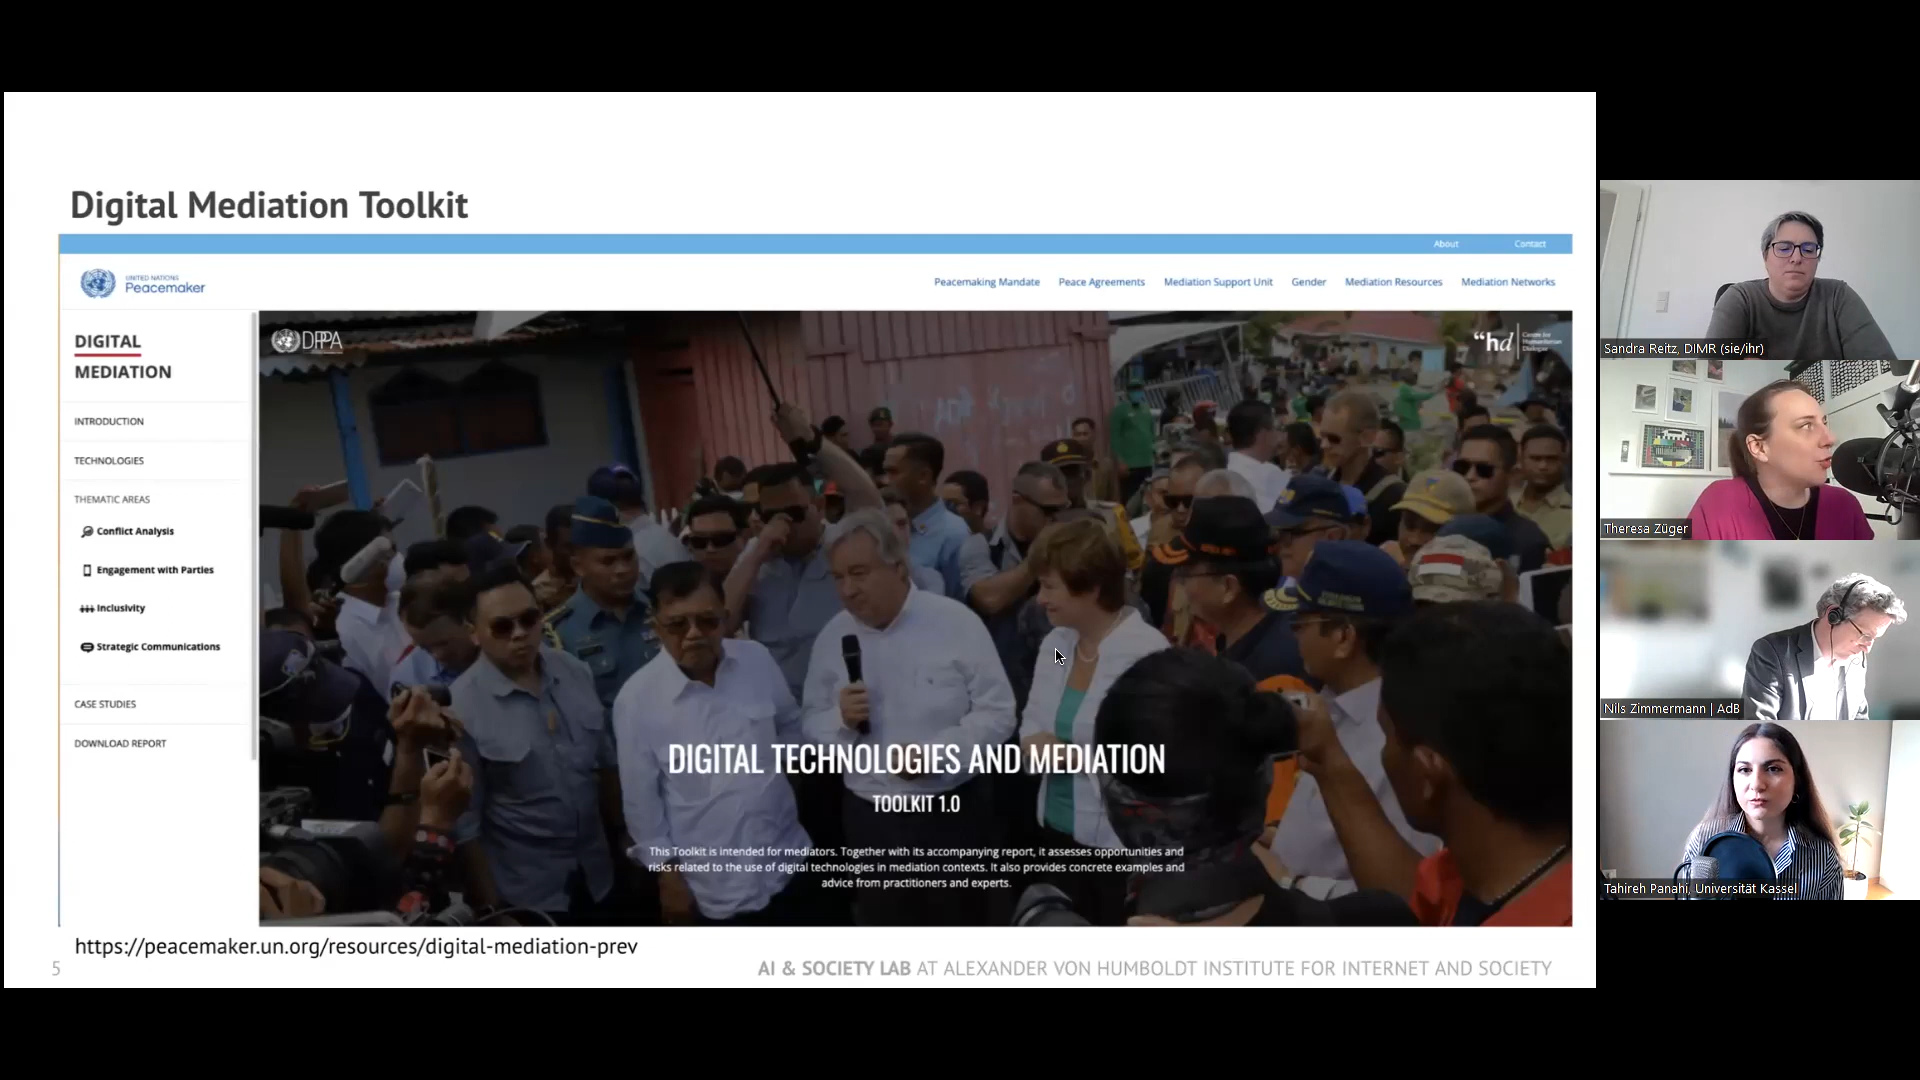 Digital Mediation Toolkit
About
Contact
UNITED NATIONS
Peacemaker
Peacemaking Mandate
Peace Agreements
Mediation Support Unit
Gender
Mediation Resources
Mediation Networks
DIGITAL
MEDIATION
INTRODUCTION
TECHNOLOGIES
THEMATIC AREAS
Conflict Analysis
Engagement with Parties
Inclusivity
Strategic Communications
CASE STUDIES
DOWNLOAD REPORT
DPPA
“hd
Centre for
Humanitarian
Dialogue
DIGITAL TECHNOLOGIES AND MEDIATION
TOOLKIT 1.0
This Toolkit is intended for mediators. Together with its accompanying report, it assesses opportunities and
risks related to the use of digital technologies in mediation contexts. It also provides concrete examples and
advice from practitioners and experts.
https://peacemaker.un.org/resources/digital-mediation-prev
5
AI & SOCIETY LAB AT ALEXANDER VON HUMBOLDT INSTITUTE FOR INTERNET AND SOCIETY
Sandra Reitz, DIMR (sie/ihr)
Theresa Züger
Nils Zimmermann | AdB
Tahireh Panahi, Universität Kassel